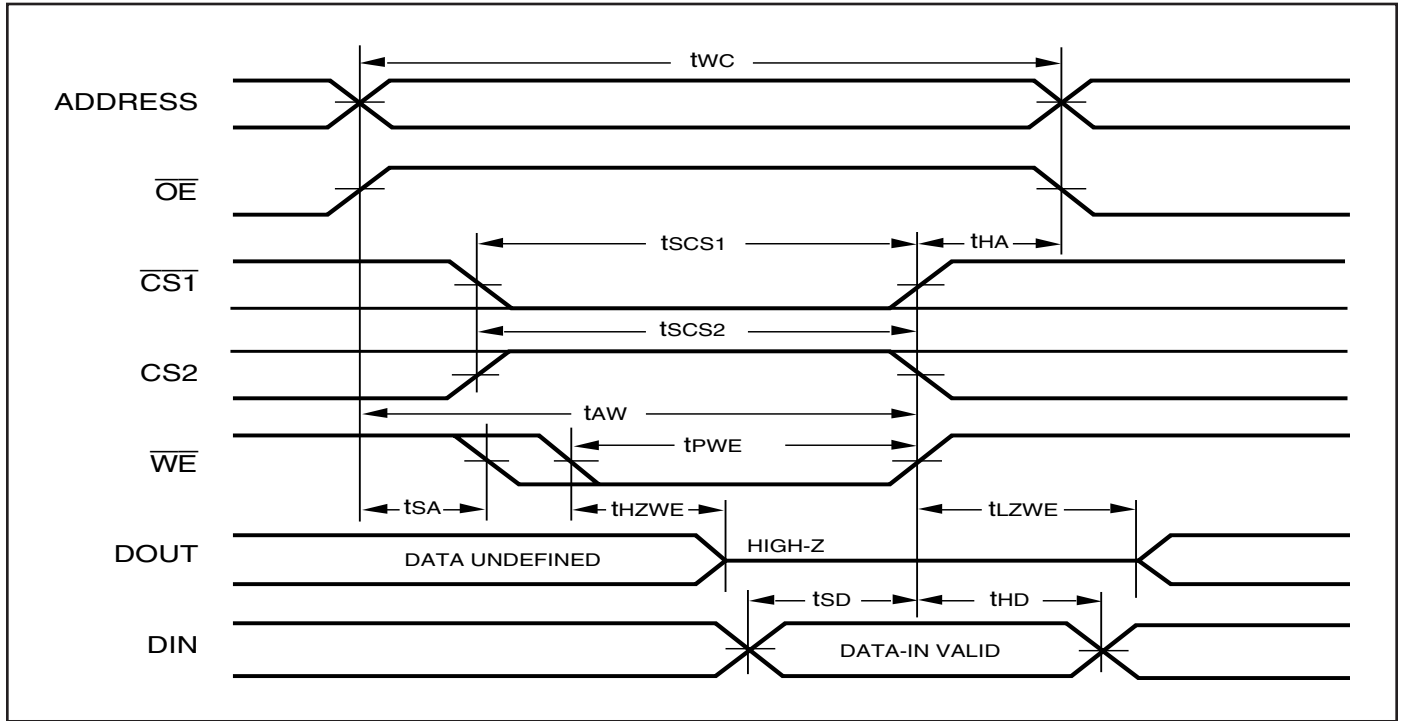 tWC
ADDRESS
OE
tSCS1
tHA
CS1
tSCS2
CS2
tAW
WE
tPWE
tSA
tHZWE
tLZWE
DOUT
DATA UNDEFINED
HIGH-Z
tSD
tHD
DIN
DATA-IN VALID